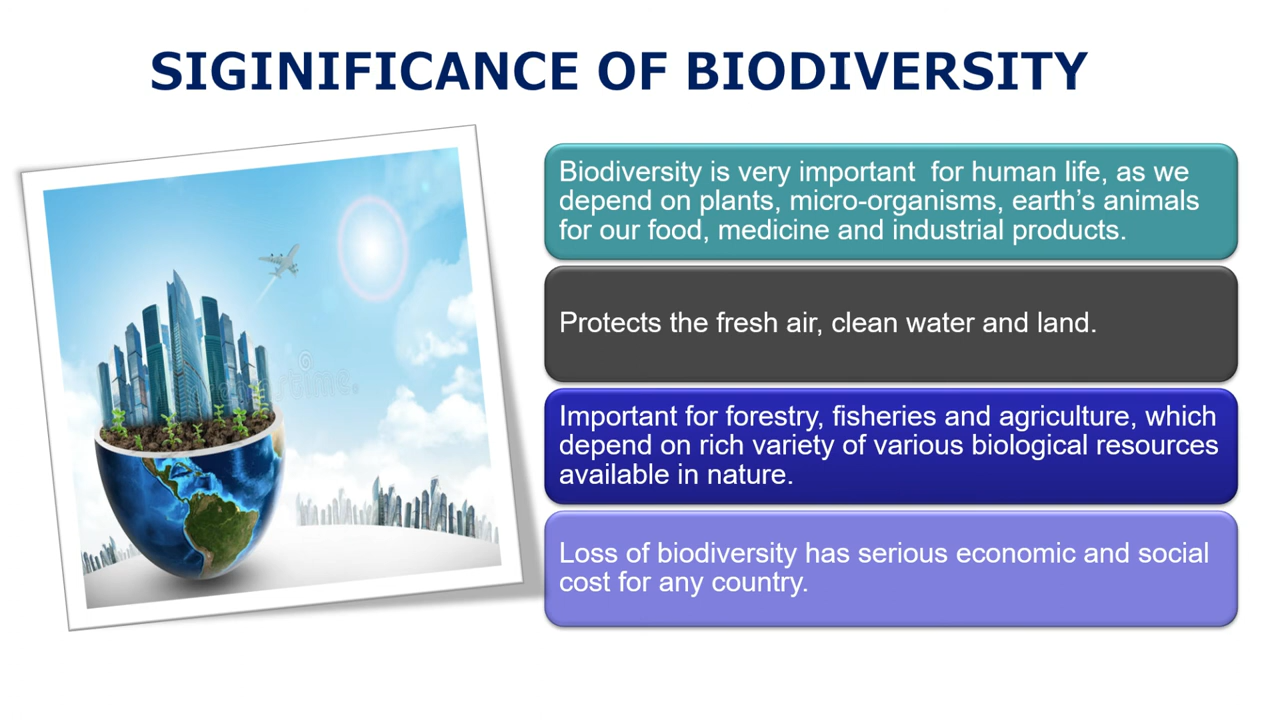 SIGINIFICANCE OF BIODIVERSITY
Biodiversity is very important  for human life, as we
depend on plants, micro-organisms, earth’s animals
for our food, medicine and industrial products.
Protects the fresh air, clean water and land.
Important for forestry, fisheries and agriculture, which
depend on rich variety of various biological resources
available in nature.
Loss of biodiversity has serious economic and social
cost for any country.